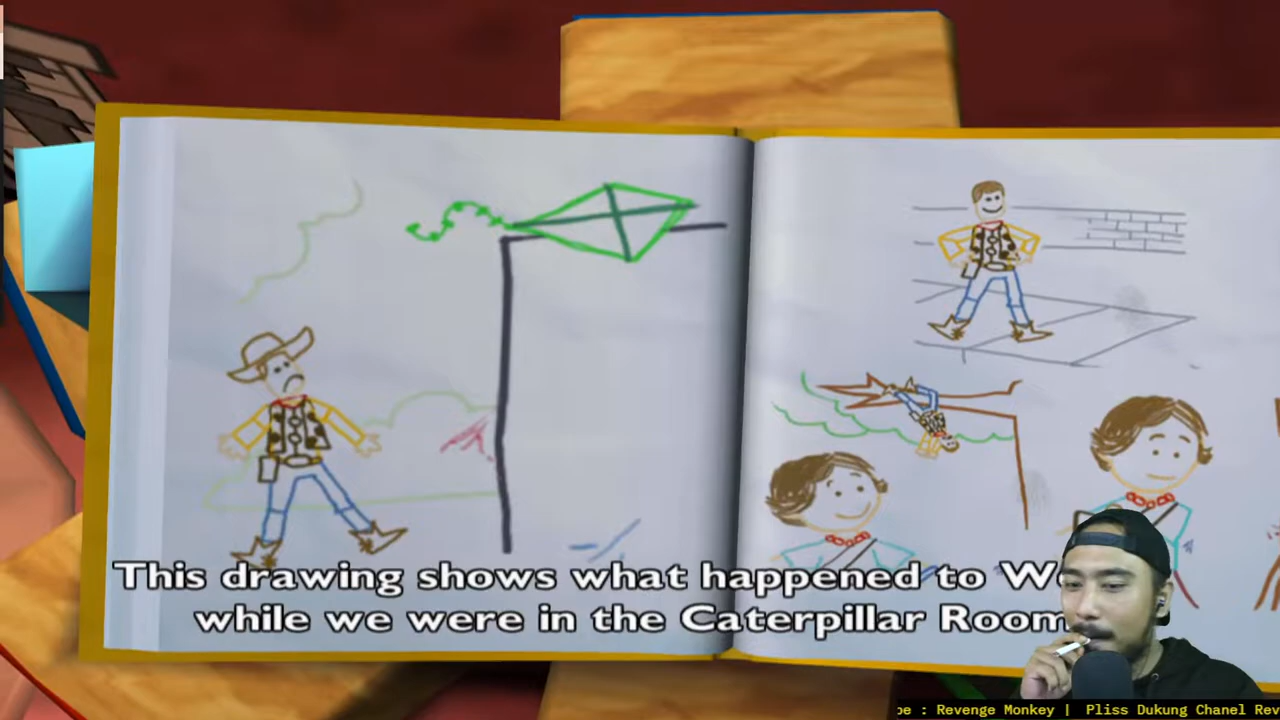 This drawing shows what happened to
while we were in the Caterpillar Room
: Revenge Monkey | Pliss Dukung Chanel